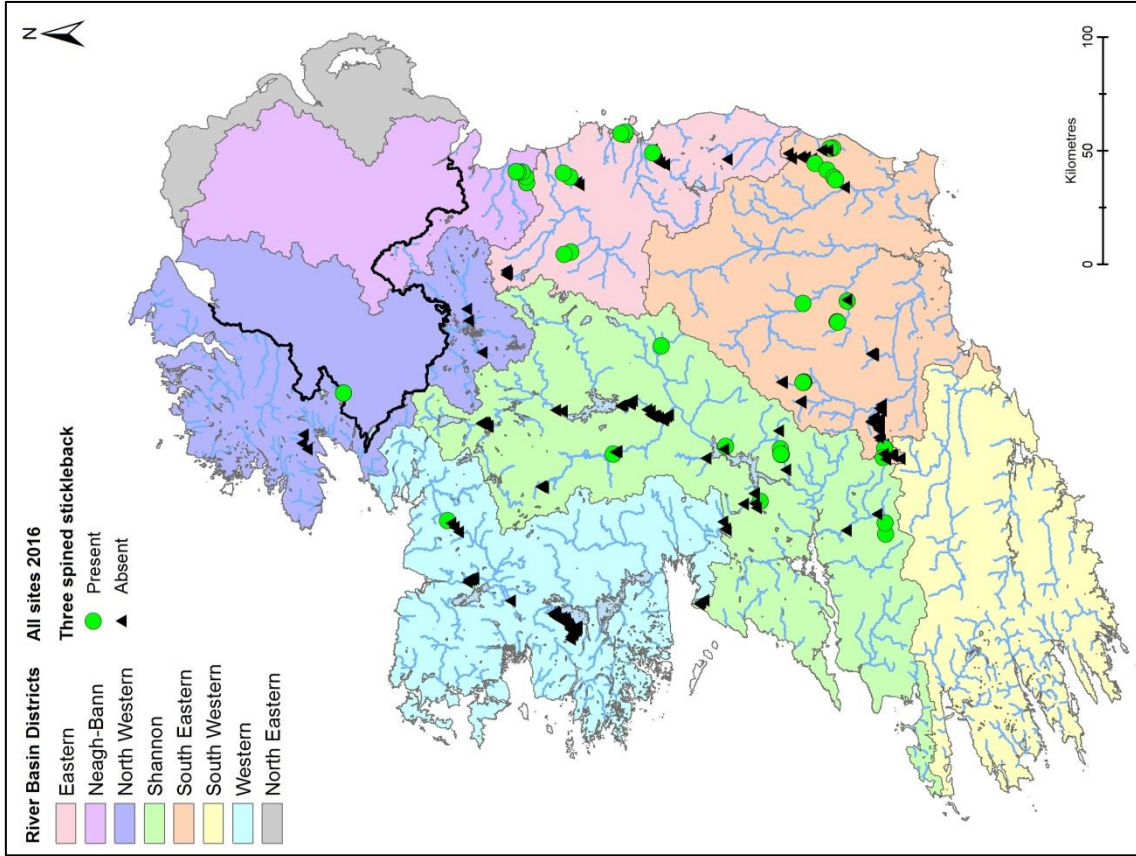 River Basin Districts
Eastern
Neagh-Bann
North Western
Shannon
South Eastern
South Western
Western
North Eastern
All sites 2016
Three spined stickleback
Present
Absent
N
0 50 100
Kilometres